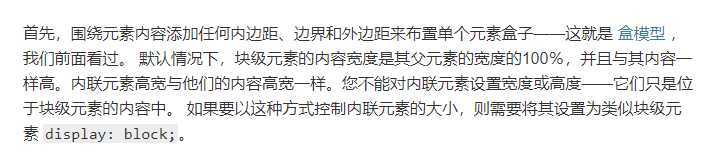 首先，围绕元素内容添加任何内边距、边界和外边距来布置单个元素盒子——这就是 盒模型 ，
我们前面看过。 默认情况下，块级元素的内容宽度是其父元素的宽度的100%，并且与其内容一
样高。内联元素高宽与他们的内容高宽一样。您不能对内联元素设置宽度或高度——它们只是位
于块级元素的内容中。 如果要以这种方式控制内联元素的大小，则需要将其设置为类似块级元
素 display: block;。